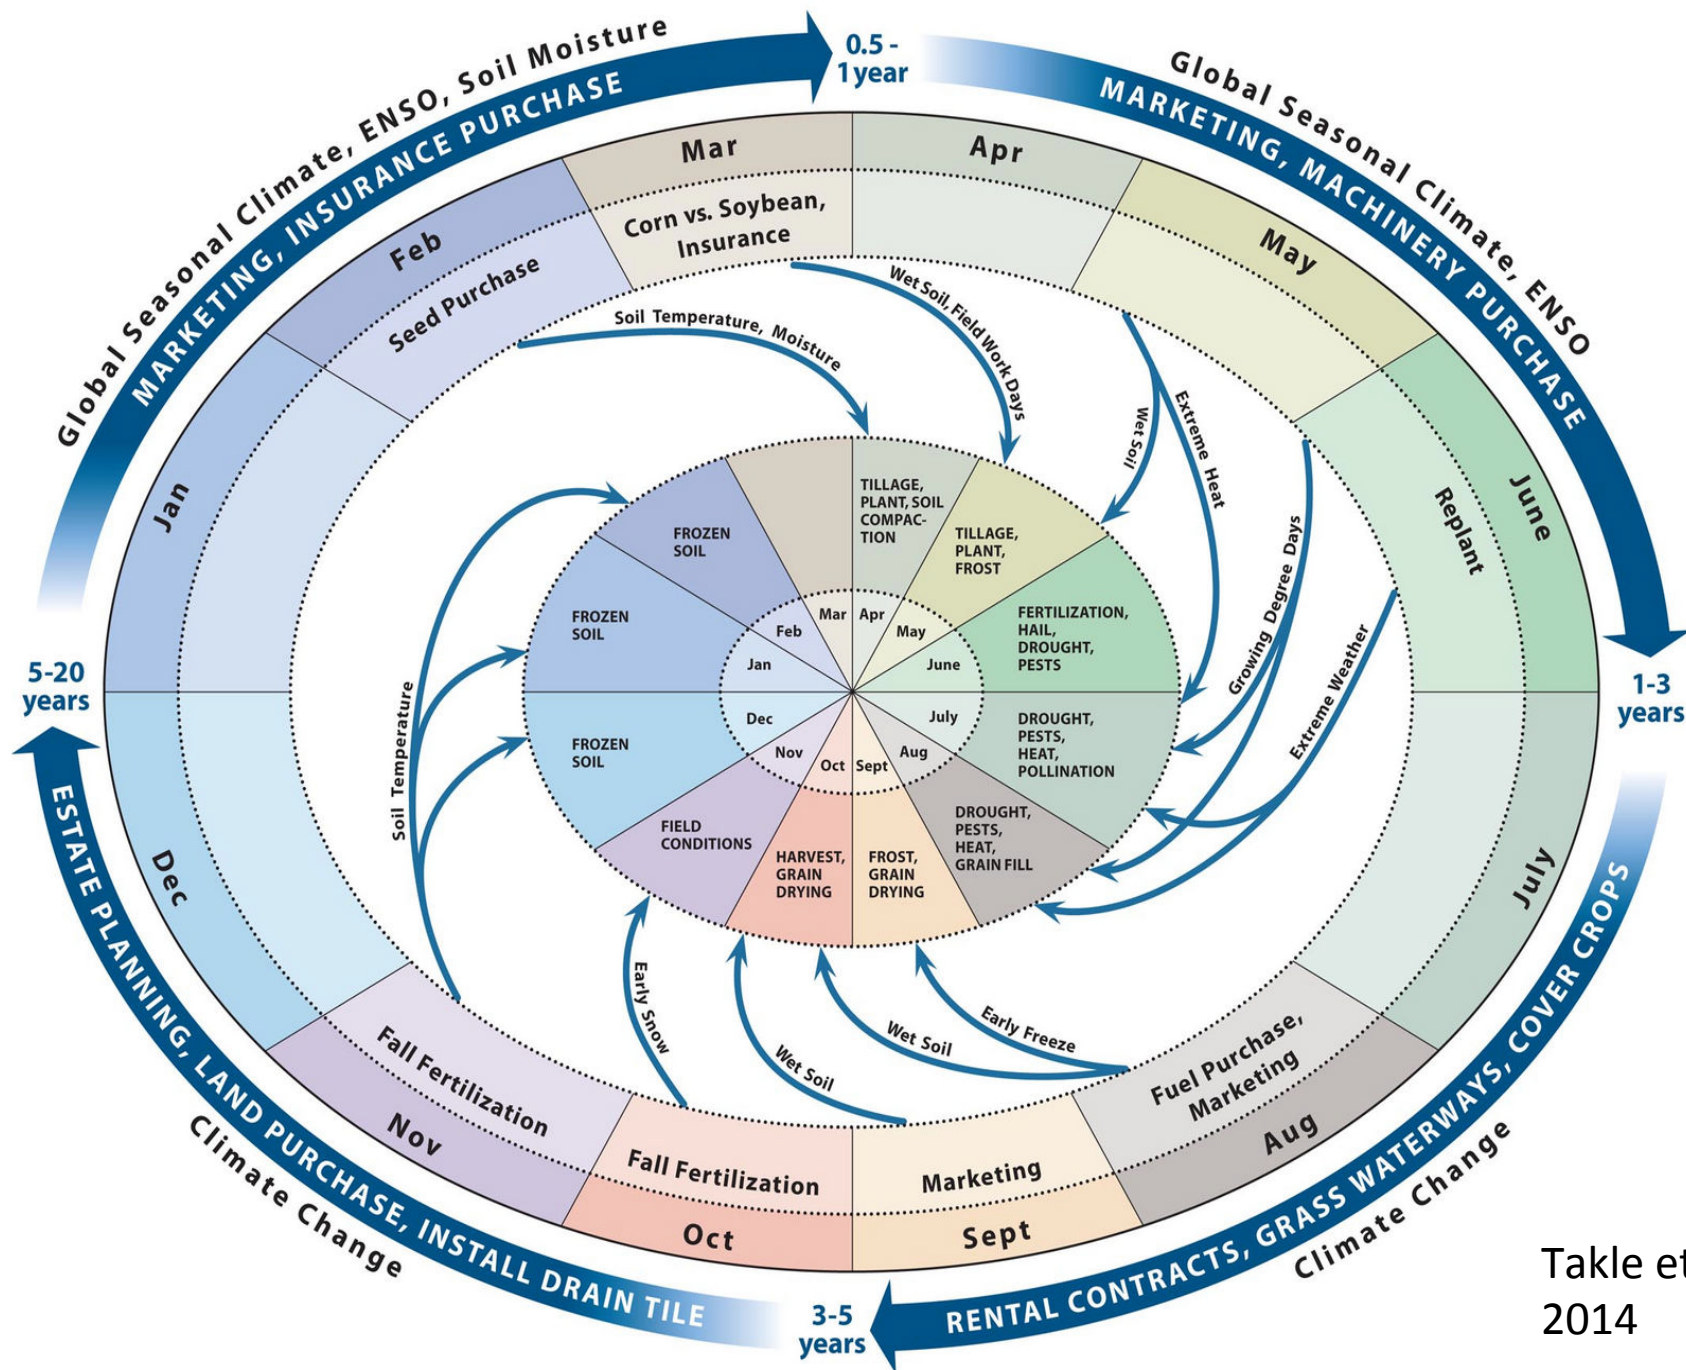 Global Seasonal Climate, ENSO, Soil Moisture
MARKETING, INSURANCE PURCHASE
0.5 -
1 year
Global Seasonal Climate, ENSO
MARKETING, MACHINERY PURCHASE
1-3
years
RENTAL CONTRACTS, GRASS WATERWAYS, COVER CROPS
Climate Change
3-5
years
ESTATE PLANNING, LAND PURCHASE, INSTALL DRAIN TILE
Climate Change
5-20
years
Jan
Feb
Seed Purchase
Mar
Corn vs. Soybean,
Insurance
Apr
May
June
Replant
July
Aug
Fuel Purchase,
Marketing
Sept
Marketing
Oct
Fall Fertilization
Nov
Fall Fertilization
Dec
Soil Temperature, Moisture
Wet Soil, Field Work Days
Wet Soil
Extreme Heat
Growing Degree Days
Extreme Weather
Early Freeze
Wet Soil
Wet Soil
Early Snow
Soil Temperature
FROZEN
SOIL
FROZEN
SOIL
FROZEN
SOIL
TILLAGE,
PLANT, SOIL
COMPAC-
TION
TILLAGE,
PLANT,
FROST
FERTILIZATION,
HAIL,
DROUGHT,
PESTS
DROUGHT,
PESTS,
HEAT,
POLLINATION
DROUGHT,
PESTS,
HEAT,
GRAIN FILL
FROST,
GRAIN
DRYING
HARVEST,
GRAIN
DRYING
FIELD
CONDITIONS
Jan
Feb
Mar
Apr
May
June
July
Aug
Sept
Oct
Nov
Dec
Takle et
2014